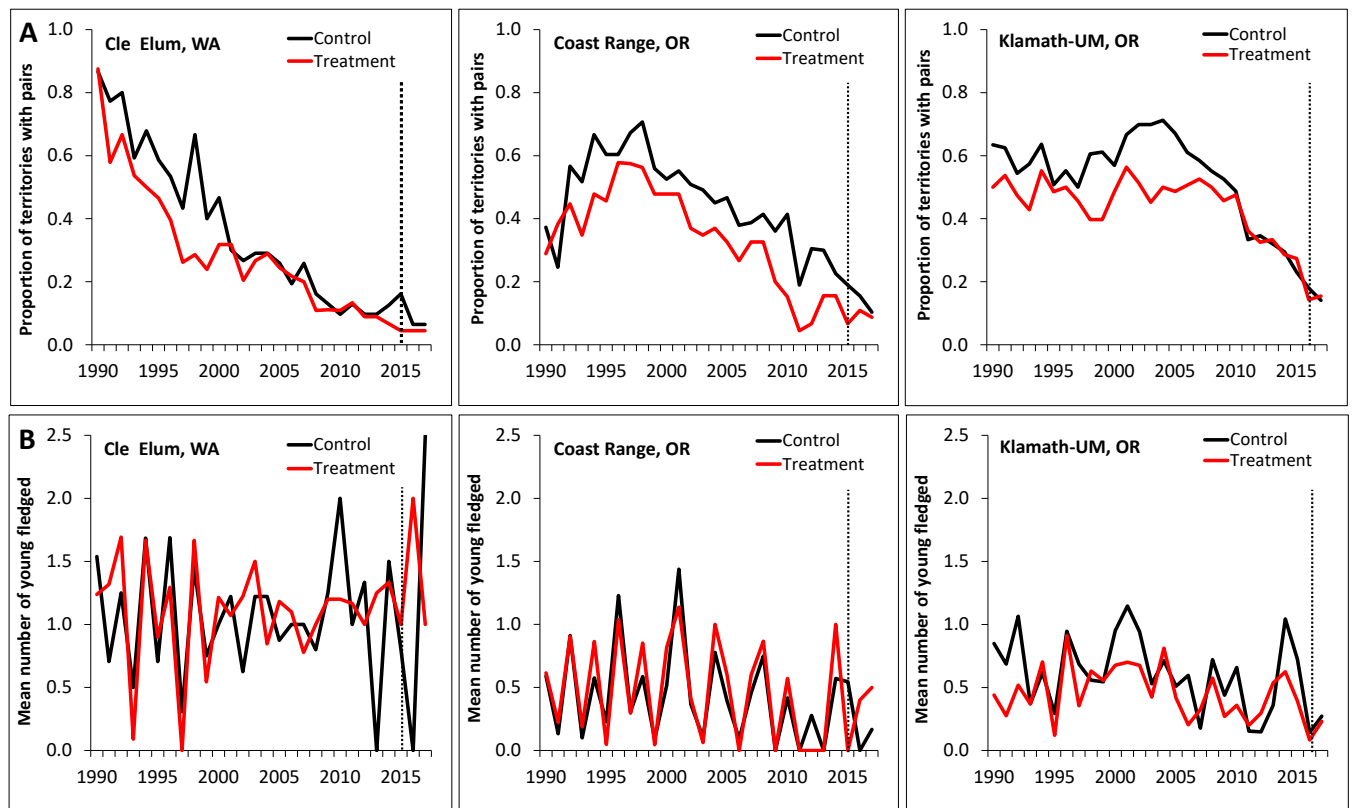 A
Cle Elum, WA
Control
Treatment
Proportion of territories with pairs
1.0
0.8
0.6
0.4
0.2
0.0
1990 1995 2000 2005 2010 2015
Coast Range, OR
Control
Treatment
Proportion of territories with pairs
1.0
0.8
0.6
0.4
0.2
0.0
1990 1995 2000 2005 2010 2015
Klamath-UM, OR
Control
Treatment
Proportion of territories with pairs
1.0
0.8
0.6
0.4
0.2
0.0
1990 1995 2000 2005 2010 2015
B
Cle Elum, WA
Control
Treatment
Mean number of young fledged
2.5
2.0
1.5
1.0
0.5
0.0
1990 1995 2000 2005 2010 2015
Coast Range, OR
Control
Treatment
Mean number of young fledged
2.5
2.0
1.5
1.0
0.5
0.0
1990 1995 2000 2005 2010 2015
Klamath-UM, OR
Control
Treatment
Mean number of young fledged
2.5
2.0
1.5
1.0
0.5
0.0
1990 1995 2000 2005 2010 2015